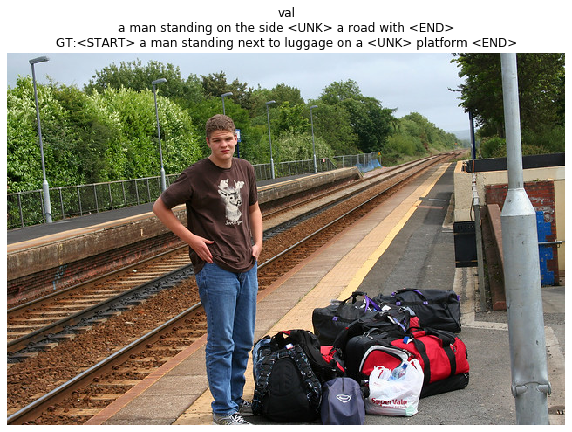 val
a man standing on the side <UNK> a road with <END>
GT:<START> a man standing next to luggage on a <UNK> platform <END>
SuperValu